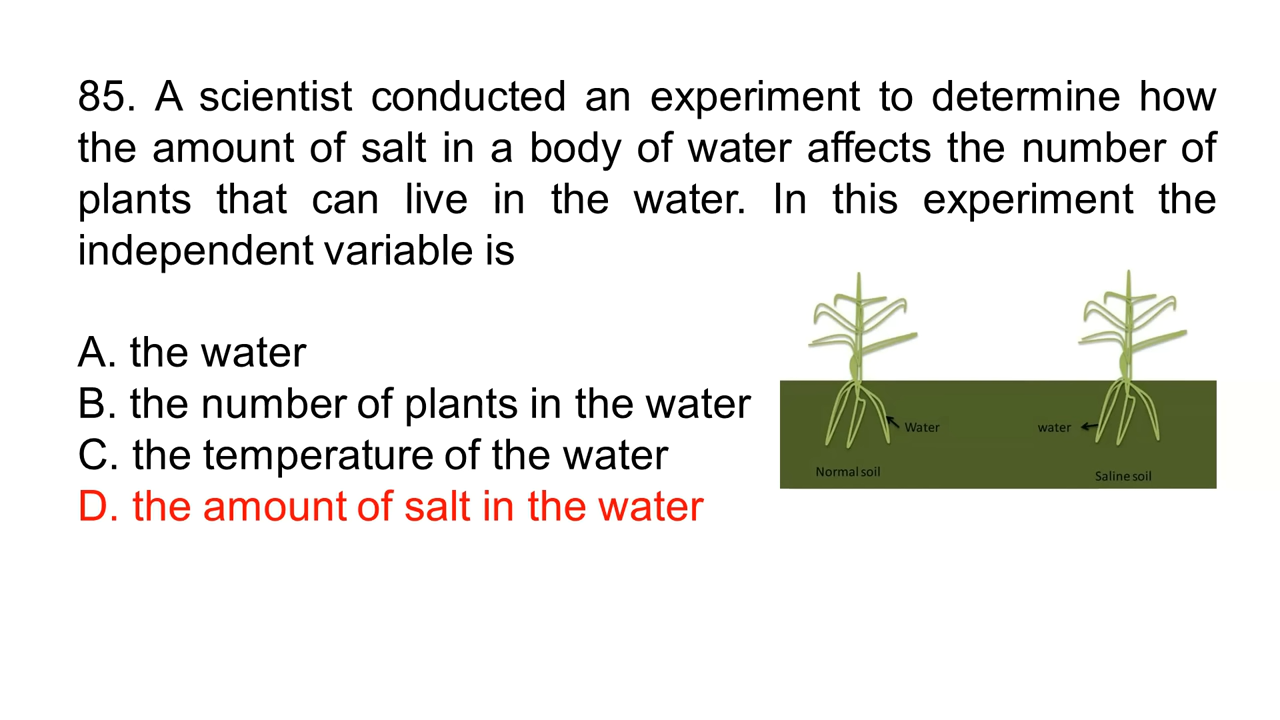 85. A scientist conducted an experiment to determine how
the amount of salt in a body of water affects the number of
plants that can live in the water. In this experiment the
independent variable is
A. the water
B. the number of plants in the water
C. the temperature of the water
D. the amount of salt in the water
Water
water
Normal soil
Saline soil